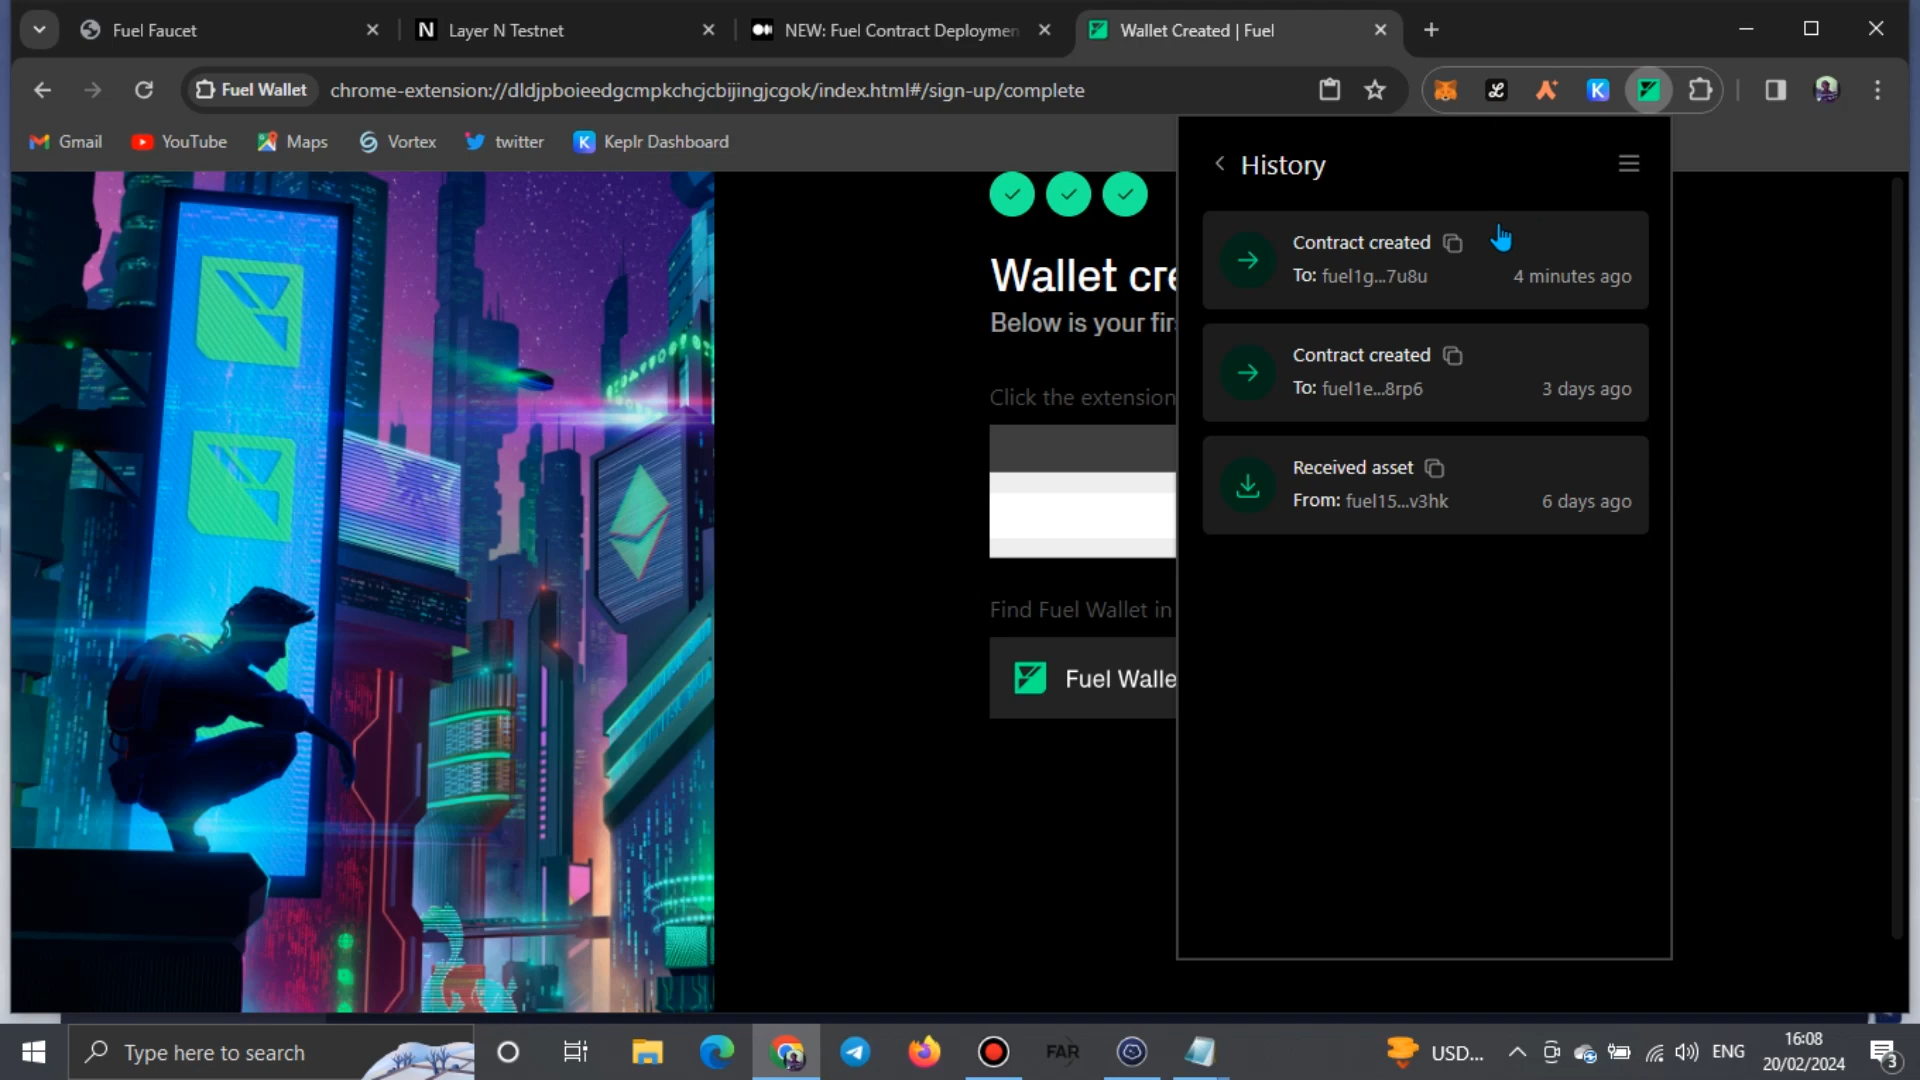 Fuel Faucet
Layer N Testnet
NEW: Fuel Contract Deploymen
Wallet Created | Fuel
Fuel Wallet
chrome-extension://dldjpboieedgcmpkchcjcbijingjcgok/index.html#/sign-up/complete
Gmail
YouTube
Maps
Vortex
twitter
Keplr Dashboard
Wallet cre
Below is your fir
Click the extension
Find Fuel Wallet in
Fuel Walle
History
Contract created
To: fuel1g...7u8u
4 minutes ago
Contract created
To: fuel1e...8rp6
3 days ago
Received asset
From: fuel15...v3hk
6 days ago
Type here to search
FAR
USD...
ENG
16:08
20/02/2024
3